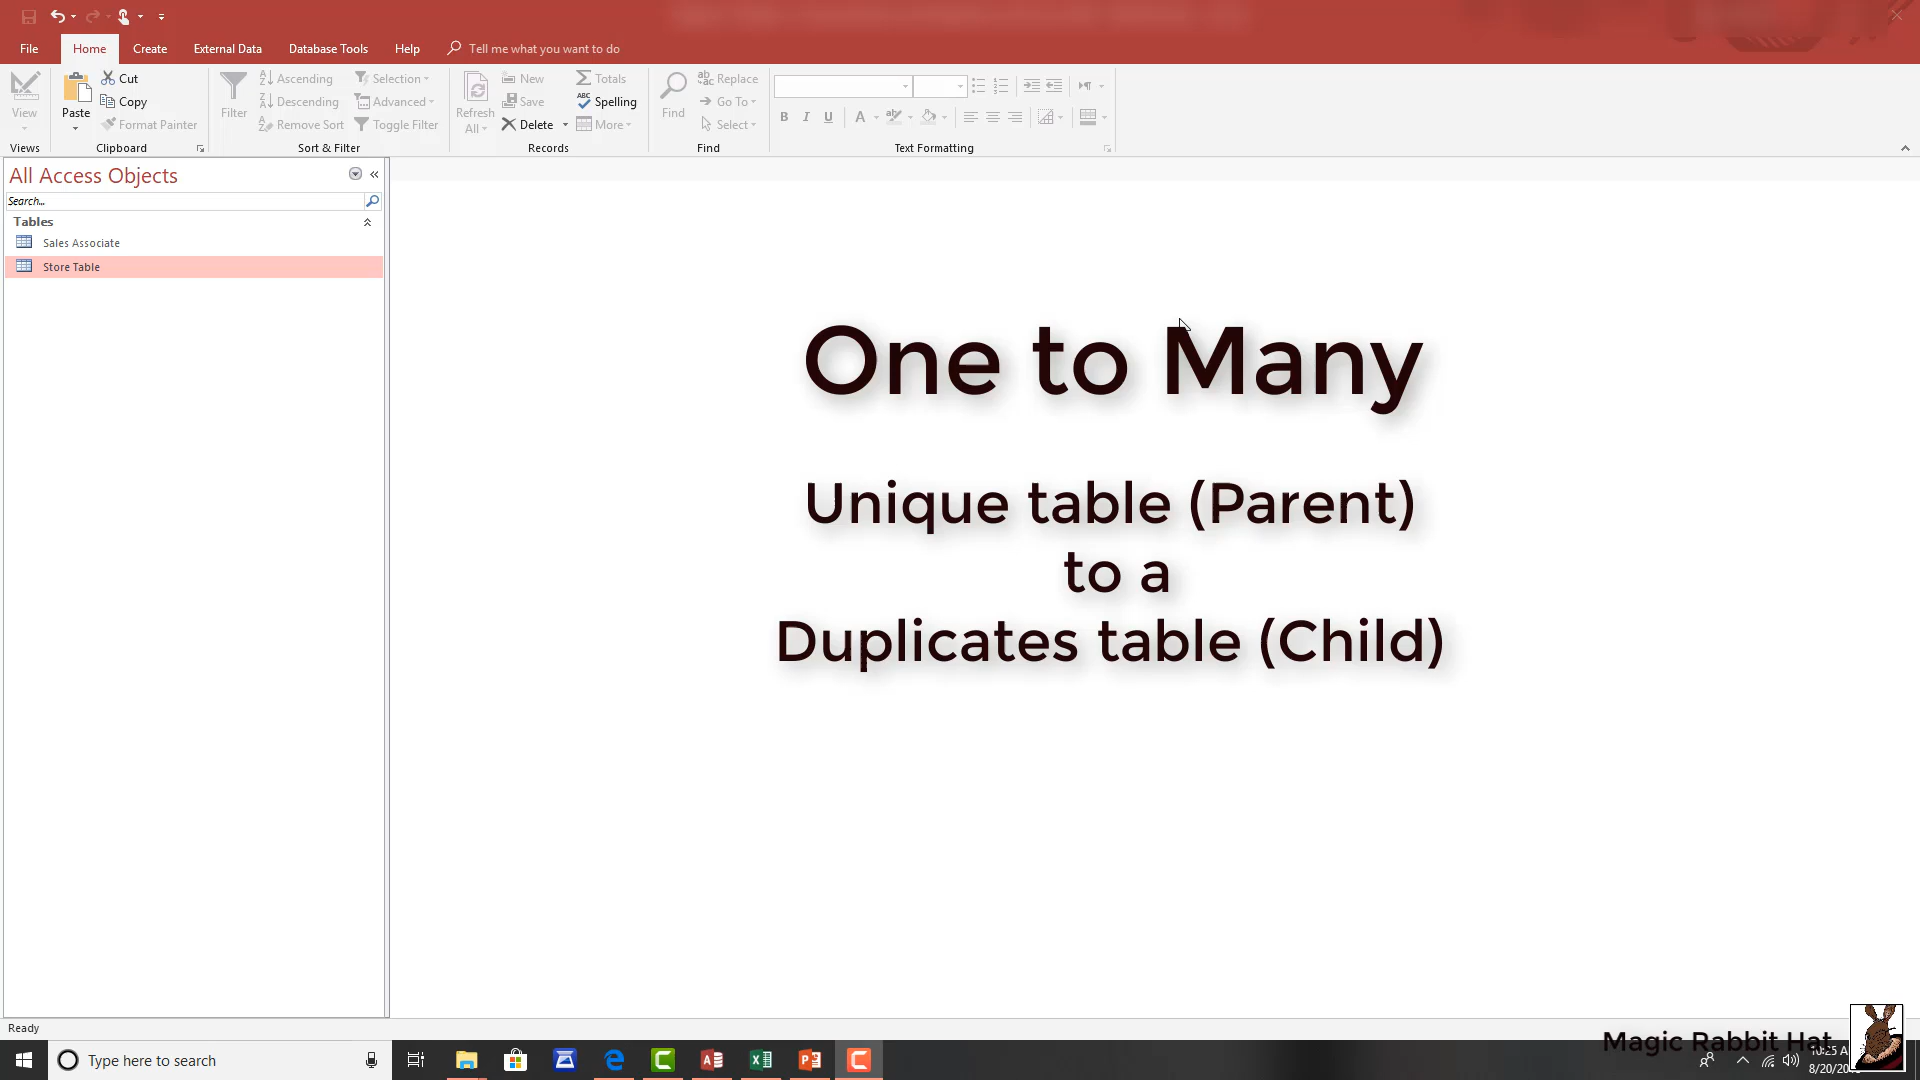 File Home Create External Data Database Tools Help Tell me what you want to do
View
Views
Paste
Cut
Copy
Format Painter
Clipboard
Filter
Ascending
Descending
Remove Sort
Selection
Advanced
Toggle Filter
Sort & Filter
Refresh
All
New
Save
Delete
Totals
Spelling
More
Records
Find
Replace
Go To
Select
Find
B I U A
Text Formatting
All Access Objects
Search...
Tables
Sales Associate
Store Table
One to Many
Unique table (Parent)
to a
Duplicates table (Child)
Ready
Magic Rabbit Hat
Type here to search
10:25 A